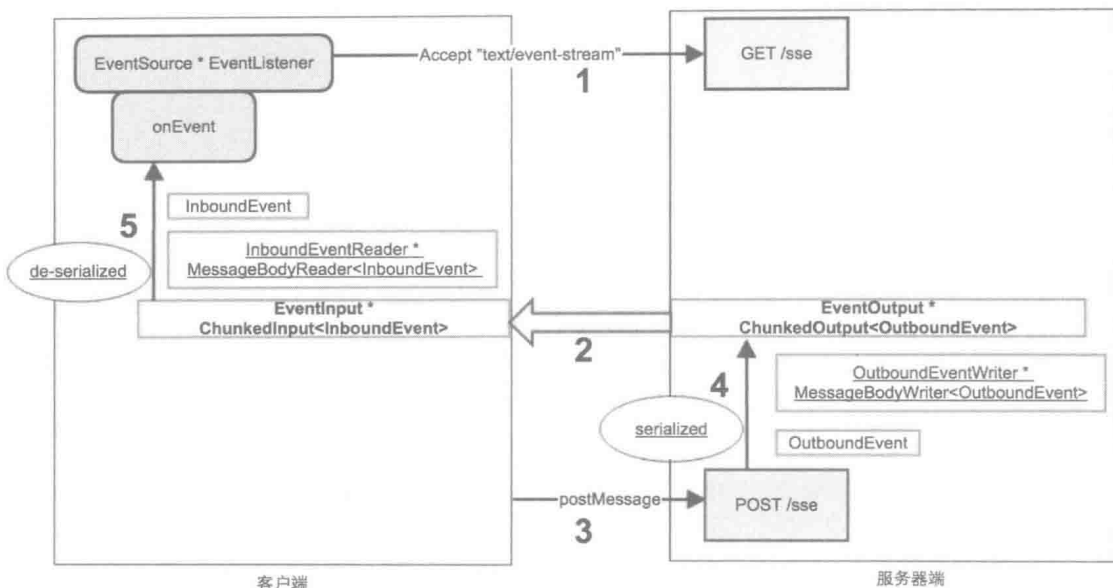 EventSource * EventListener
Accept "text/event-stream"
1
GET /sse
onEvent
5
InboundEvent
InboundEventReader *
MessageBodyReader<InboundEvent>
de-serialized
EventInput *
ChunkedInput<InboundEvent>
2
EventOutput *
ChunkedOutput<OutboundEvent>
4
OutboundEventWriter *
MessageBodyWriter<OutboundEvent>
serialized
OutboundEvent
postMessage
3
POST /sse
客户端
服务器端